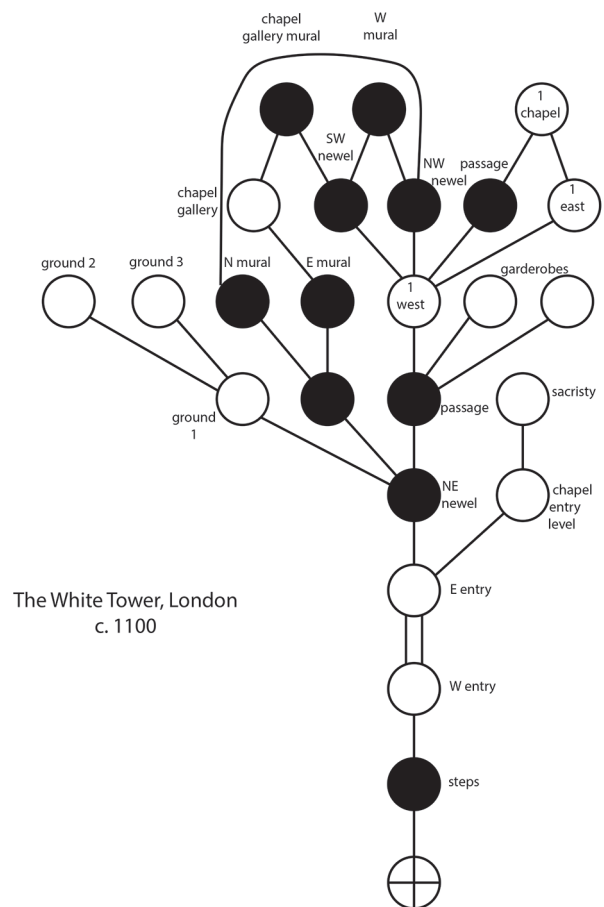 chapel
gallery mural
W
mural
1
chapel
SW
newel
NW
newel
passage
chapel
gallery
1
east
ground 2
ground 3
N mural
E mural
1
west
garderobes
ground
1
passage
sacristy
NE
newel
chapel
entry
level
E entry
The White Tower, London
c. 1100
W entry
steps